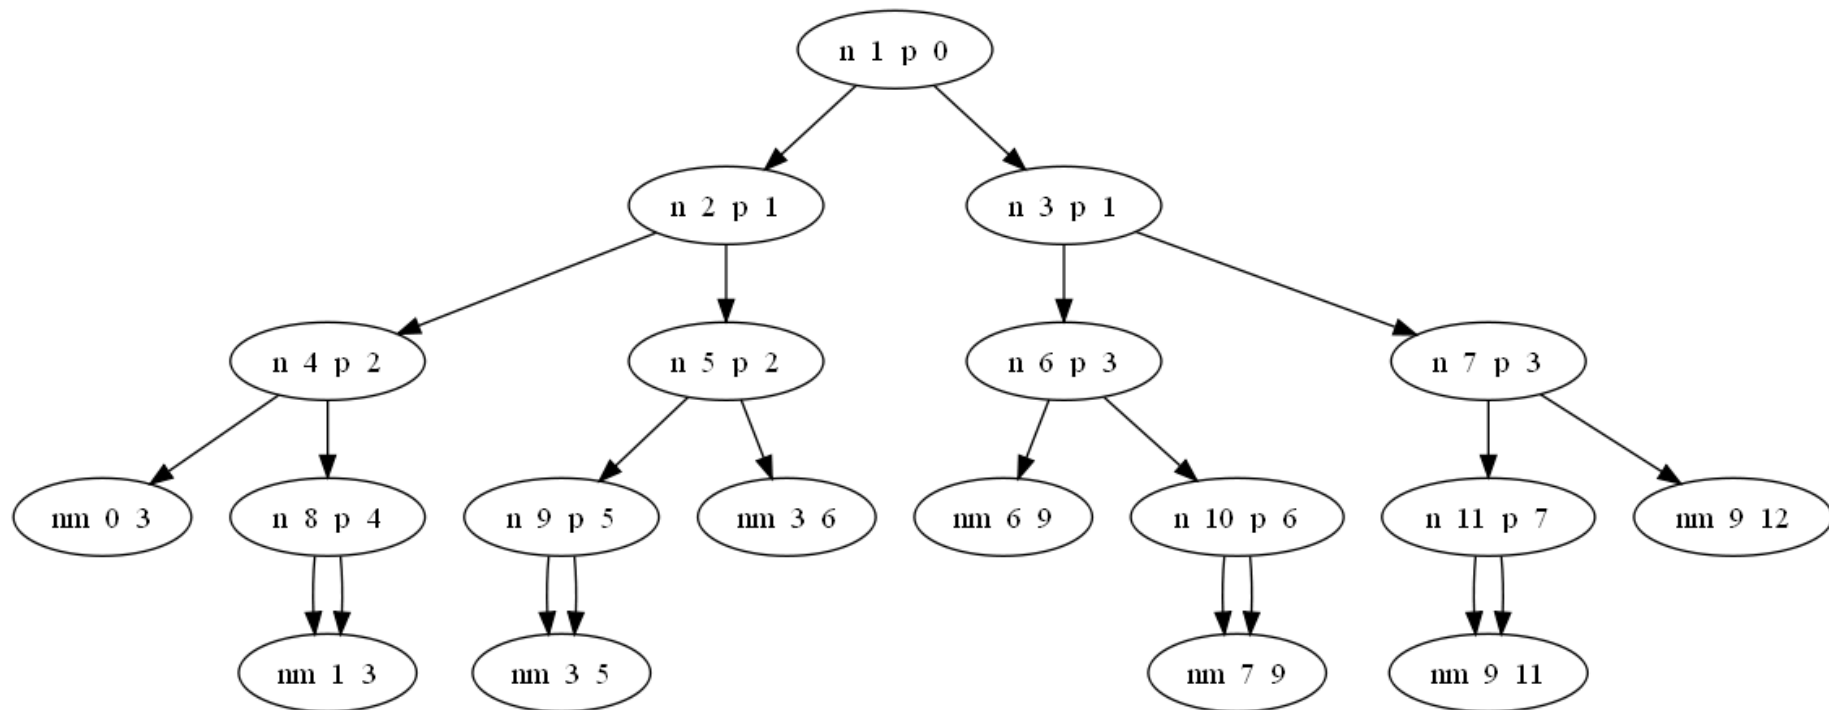 n 1 p 0
n 2 p 1
n 3 p 1
n 4 p 2
n 5 p 2
n 6 p 3
n 7 p 3
nm 0 3
n 8 p 4
n 9 p 5
nm 3 6
nm 6 9
n 10 p 6
n 11 p 7
nm 9 12
nm 1 3
nm 3 5
nm 7 9
nm 9 11